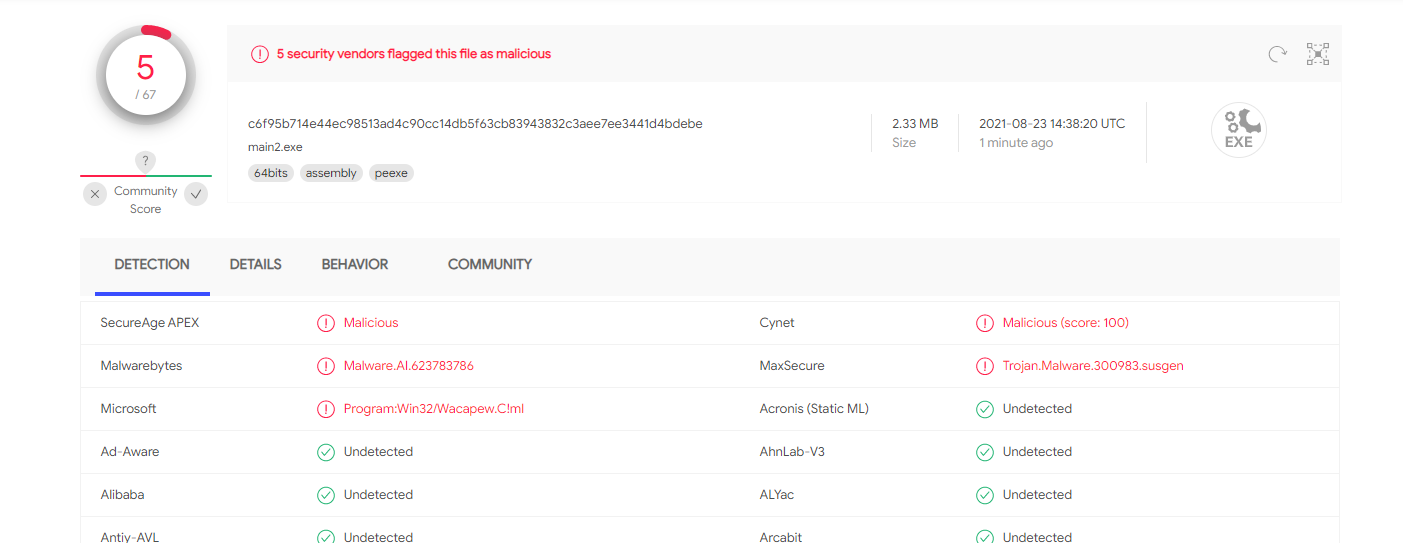 5
/ 67
?
Community
Score
5 security vendors flagged this file as malicious
c6f95b714e44ec98513ad4c90cc14db5f63cb83943832c3aee7ee3441d4bdebe
main2.exe
64bits assembly peexe
2.33 MB
Size
2021-08-23 14:38:20 UTC
1 minute ago
EXE
DETECTION DETAILS BEHAVIOR COMMUNITY
SecureAge APEX Malicious Cynet Malicious (score: 100)
Malwarebytes Malware.AI.623783786 MaxSecure Trojan.Malware.300983.susgen
Microsoft Program:Win32/Wacapew.C!ml Acronis (Static ML) Undetected
Ad-Aware Undetected AhnLab-V3 Undetected
Alibaba Undetected ALYac Undetected
Antiy-AVL Undetected Arcabit Undetected